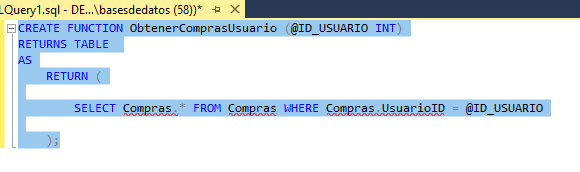 LQuery1.sql - DE...\basesdedatos (58))*
CREATE FUNCTION ObtenerComprasUsuario (@ID_USUARIO INT)
RETURNS TABLE
AS
RETURN (
SELECT Compras.* FROM Compras WHERE Compras.UsuarioID = @ID_USUARIO
);